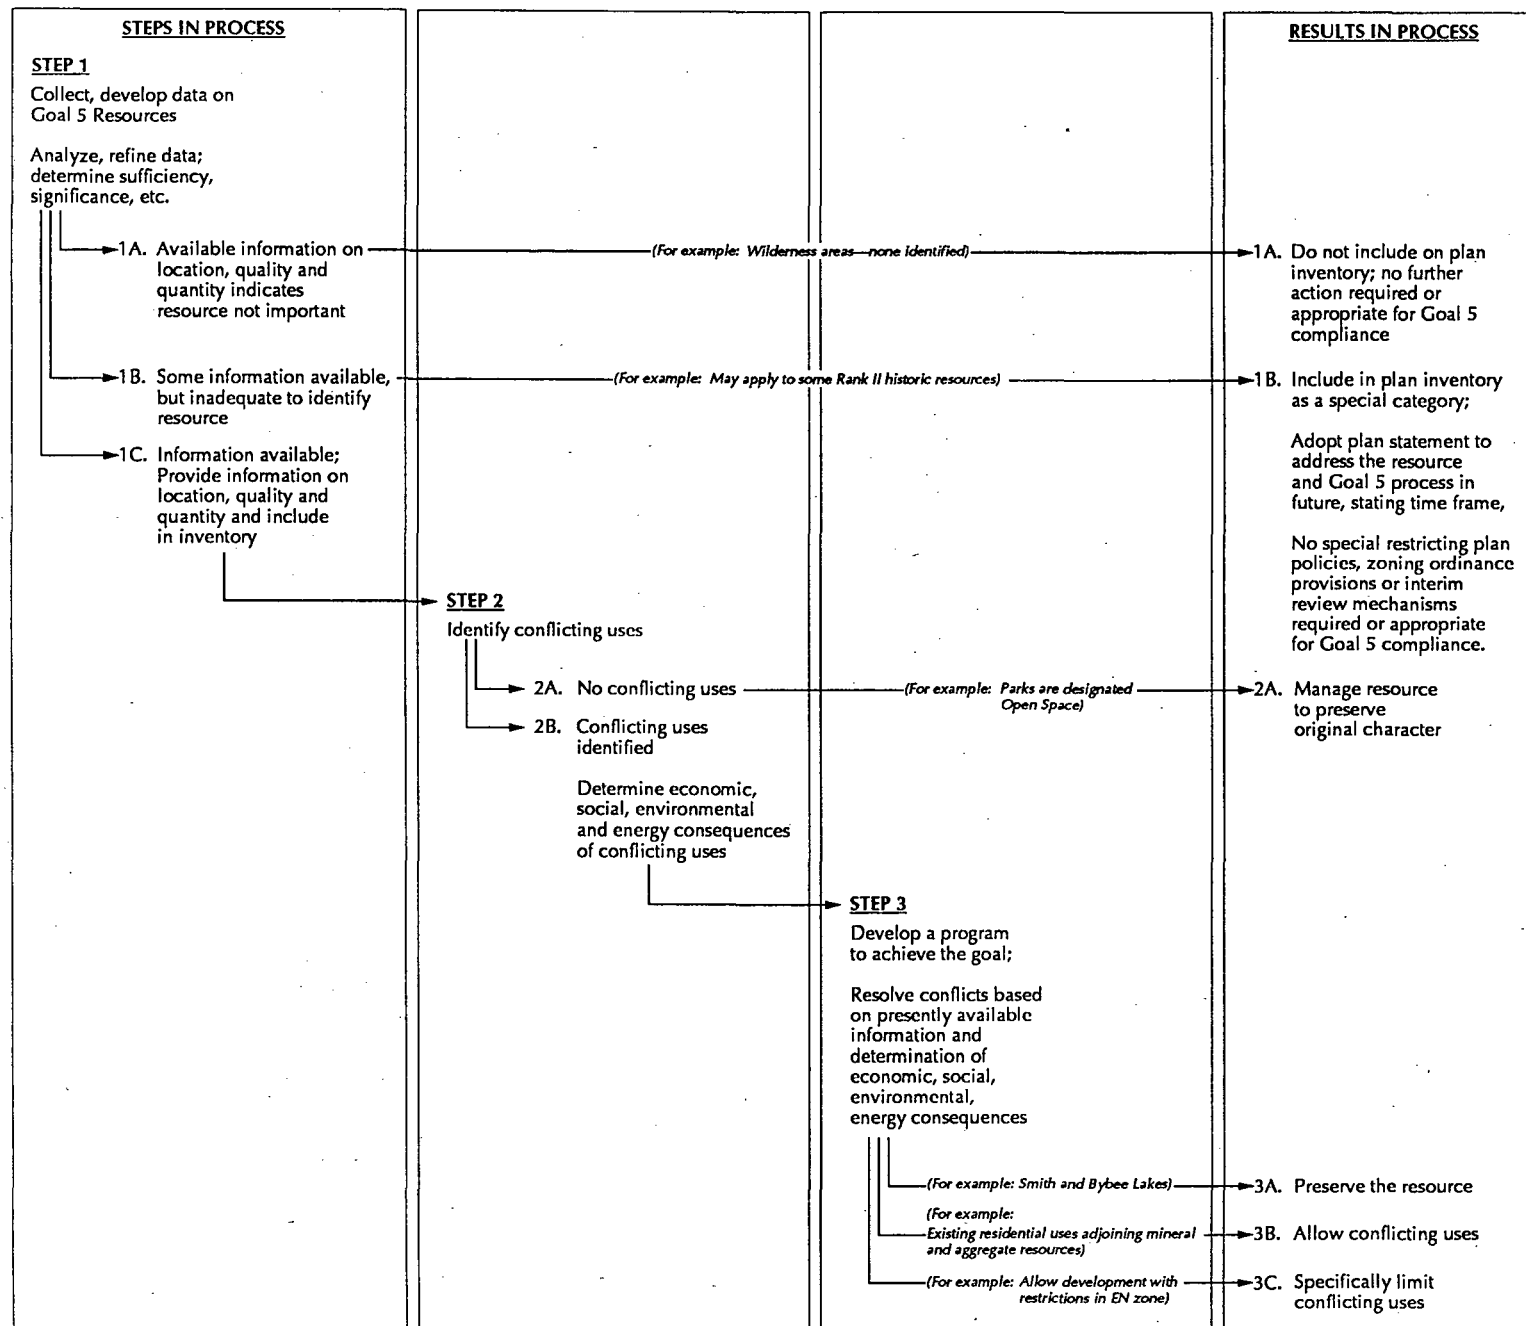 STEPS IN PROCESS
RESULTS IN PROCESS
STEP 1
Collect, develop data on
Goal 5 Resources
Analyze, refine data;
determine sufficiency,
significance, etc.
1A. Available information on
location, quality and
quantity indicates
resource not important
(For example: Wilderness areas—none identified)
1A. Do not include on plan
inventory; no further
action required or
appropriate for Goal 5
compliance
1B. Some information available,
but inadequate to identify
resource
(For example: May apply to some Rank II historic resources)
1B. Include in plan inventory
as a special category;
Adopt plan statement to
address the resource
and Goal 5 process in
future, stating time frame,
No special restricting plan
policies, zoning ordinance
provisions or interim
review mechanisms
required or appropriate
for Goal 5 compliance.
1C. Information available;
Provide information on
location, quality and
quantity and include
in inventory
STEP 2
Identify conflicting uses
2A. No conflicting uses
(For example: Parks are designated
Open Space)
2A. Manage resource
to preserve
original character
2B. Conflicting uses
identified
Determine economic,
social, environmental
and energy consequences
of conflicting uses
STEP 3
Develop a program
to achieve the goal;
Resolve conflicts based
on presently available
information and
determination of
economic, social,
environmental,
energy consequences
(For example: Smith and Bybee Lakes)
3A. Preserve the resource
(For example:
Existing residential uses adjoining mineral
and aggregate resources)
3B. Allow conflicting uses
(For example: Allow development with
restrictions in EN zone)
3C. Specifically limit
conflicting uses